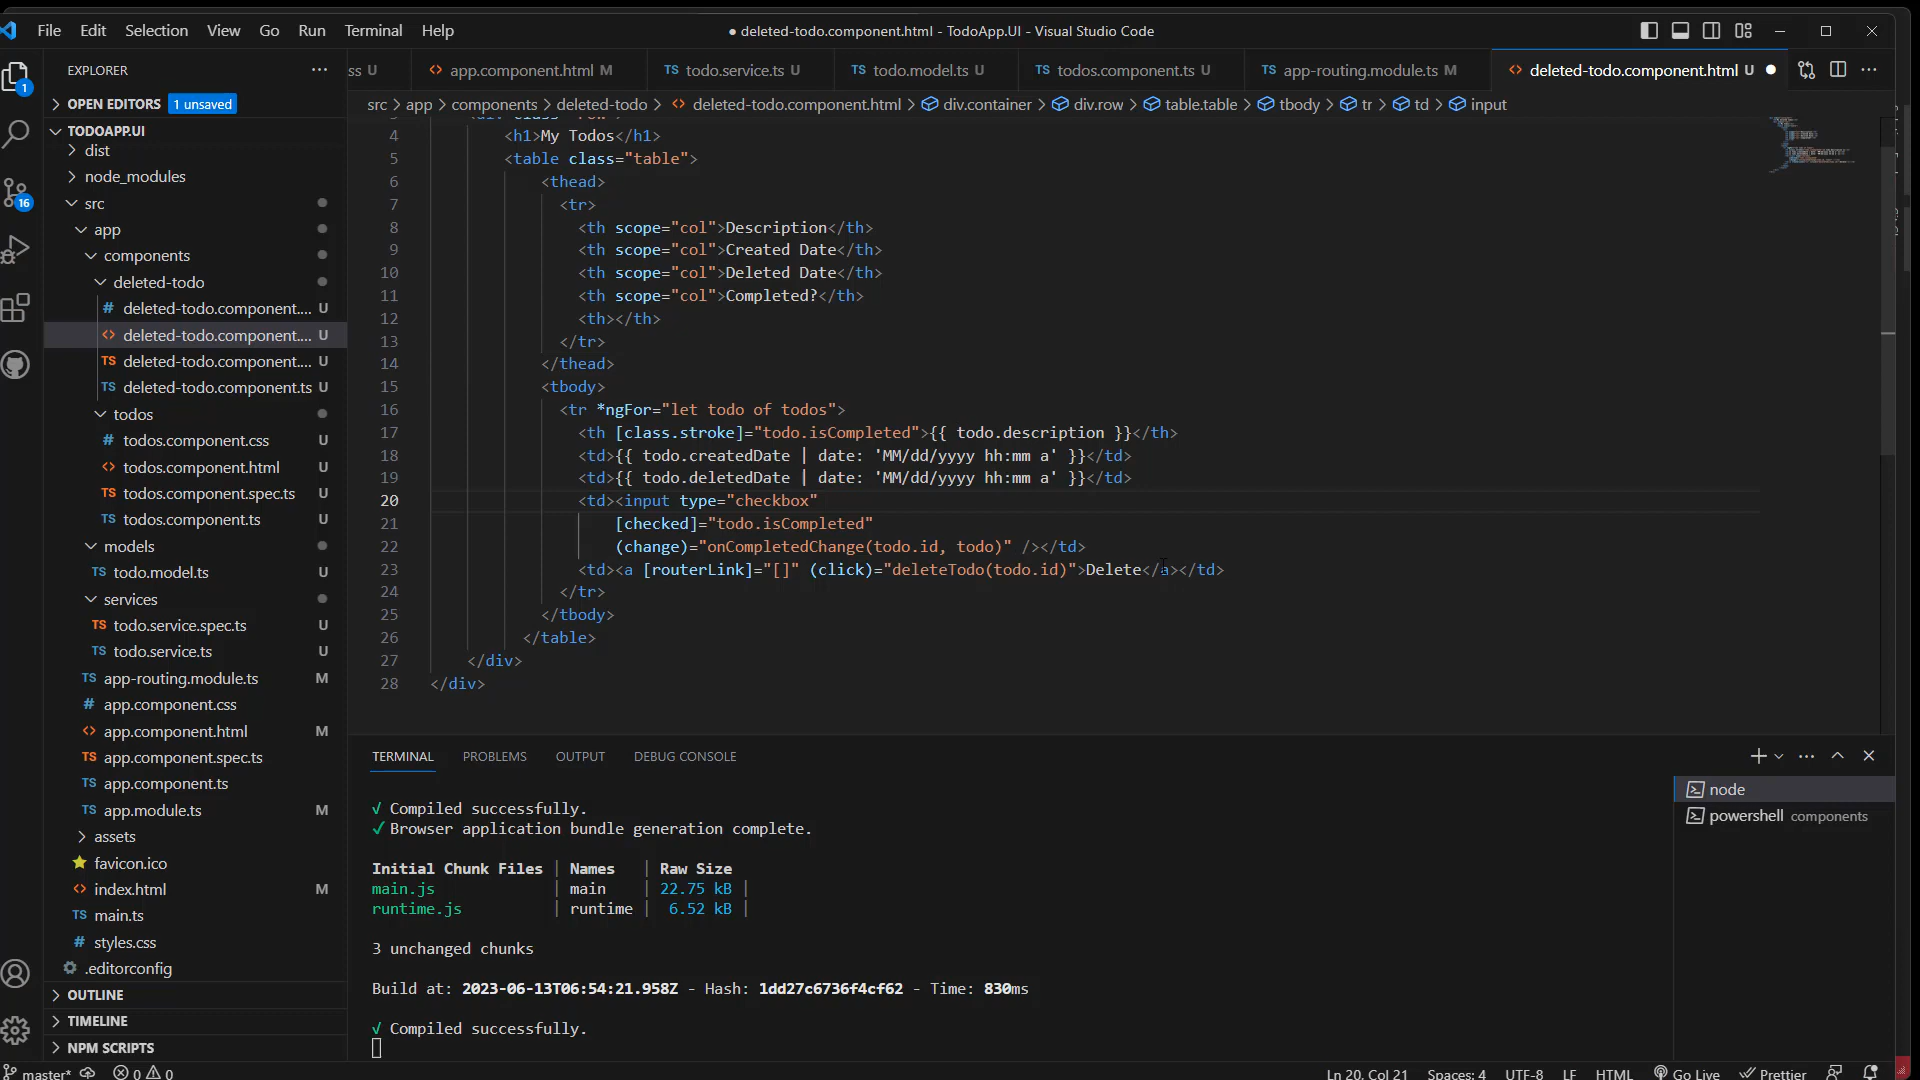 File Edit Selection View Go Run Terminal Help
● deleted-todo.component.html - TodoApp.UI - Visual Studio Code
EXPLORER
ss U
app.component.html M
todo.service.ts U
todo.model.ts U
todos.component.ts U
app-routing.module.ts M
deleted-todo.component.html U
src > app > components > deleted-todo > deleted-todo.component.html > div.container > div.row > table.table > tbody > tr > td > input
1
OPEN EDITORS 1 unsaved
TODOAPP.UI
dist
node_modules
16
src
app
components
deleted-todo
deleted-todo.component.... U
deleted-todo.component.... U
deleted-todo.component.... U
deleted-todo.component.ts U
todos
todos.component.css U
todos.component.html U
todos.component.spec.ts U
todos.component.ts U
models
todo.model.ts U
services
todo.service.spec.ts U
todo.service.ts U
app-routing.module.ts M
app.component.css
app.component.html M
app.component.spec.ts
app.component.ts
app.module.ts M
assets
favicon.ico
index.html M
main.ts
styles.css
.editorconfig
OUTLINE
TIMELINE
NPM SCRIPTS
4 <h1>My Todos</h1>
5 <table class="table">
6 <thead>
7 <tr>
8 <th scope="col">Description</th>
9 <th scope="col">Created Date</th>
10 <th scope="col">Deleted Date</th>
11 <th scope="col">Completed?</th>
12 <th></th>
13 </tr>
14 </thead>
15 <tbody>
16 <tr *ngFor="let todo of todos">
17 <th [class.stroke]="todo.isCompleted">{{ todo.description }}</th>
18 <td>{{ todo.createdDate | date: 'MM/dd/yyyy hh:mm a' }}</td>
19 <td>{{ todo.deletedDate | date: 'MM/dd/yyyy hh:mm a' }}</td>
20 <td><input type="checkbox"
21 [checked]="todo.isCompleted"
22 (change)="onCompletedChange(todo.id, todo)" /></td>
23 <td><a [routerLink]="[]" (click)="deleteTodo(todo.id)">Delete</a></td>
24 </tr>
25 </tbody>
26 </table>
27 </div>
28 </div>
TERMINAL PROBLEMS OUTPUT DEBUG CONSOLE
√ Compiled successfully.
✓ Browser application bundle generation complete.
Initial Chunk Files | Names | Raw Size
main.js | main | 22.75 kB |
runtime.js | runtime | 6.52 kB |
3 unchanged chunks
Build at: 2023-06-13T06:54:21.958Z - Hash: 1dd27c6736f4cf62 - Time: 830ms
√ Compiled successfully.
node
powershell components
master* 0 0
Ln 20, Col 21 Spaces: 4 UTF-8 LF HTML Go Live Prettier